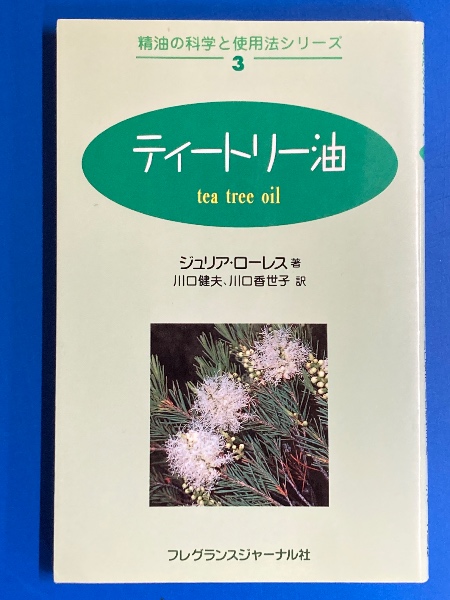 精油の科学と使用法シリーズ
3
ティートリー油
tea tree oil
ジュリア・ローレス 著
川口健夫、川口香世子 訳
フレグランスジャーナル社